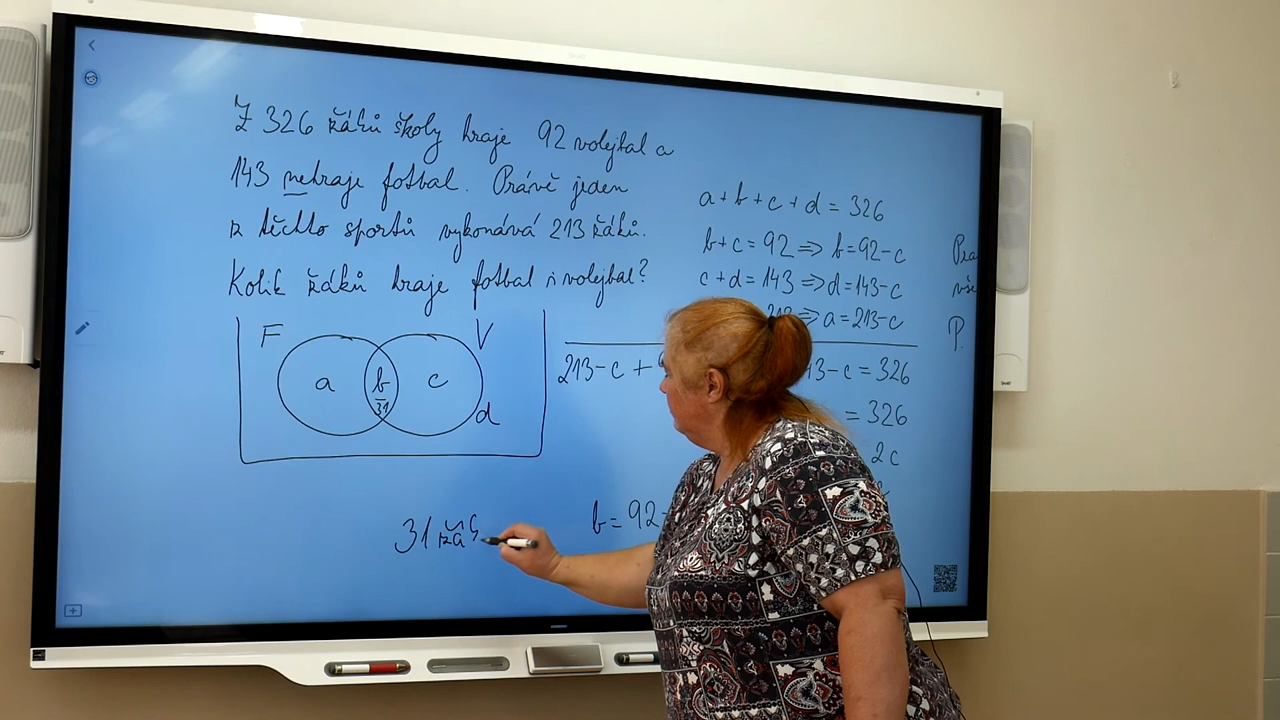 Z 326 žáků školy hraje 92 volejbal a
143 nehraje fotbal. Právě jeden
z těchto sportů vykonává 213 žáků.
Kolik žáků hraje fotbal i volejbal?
F
V
a
b
31
c
d
31 žá
a + b + c + d = 326
b + c = 92 ⇒ b = 92 - c
c + d = 143 ⇒ d = 143 - c
⇒ a = 213 - c
213 - c +
- c = 326
= 326
2c
b = 92 -
P.